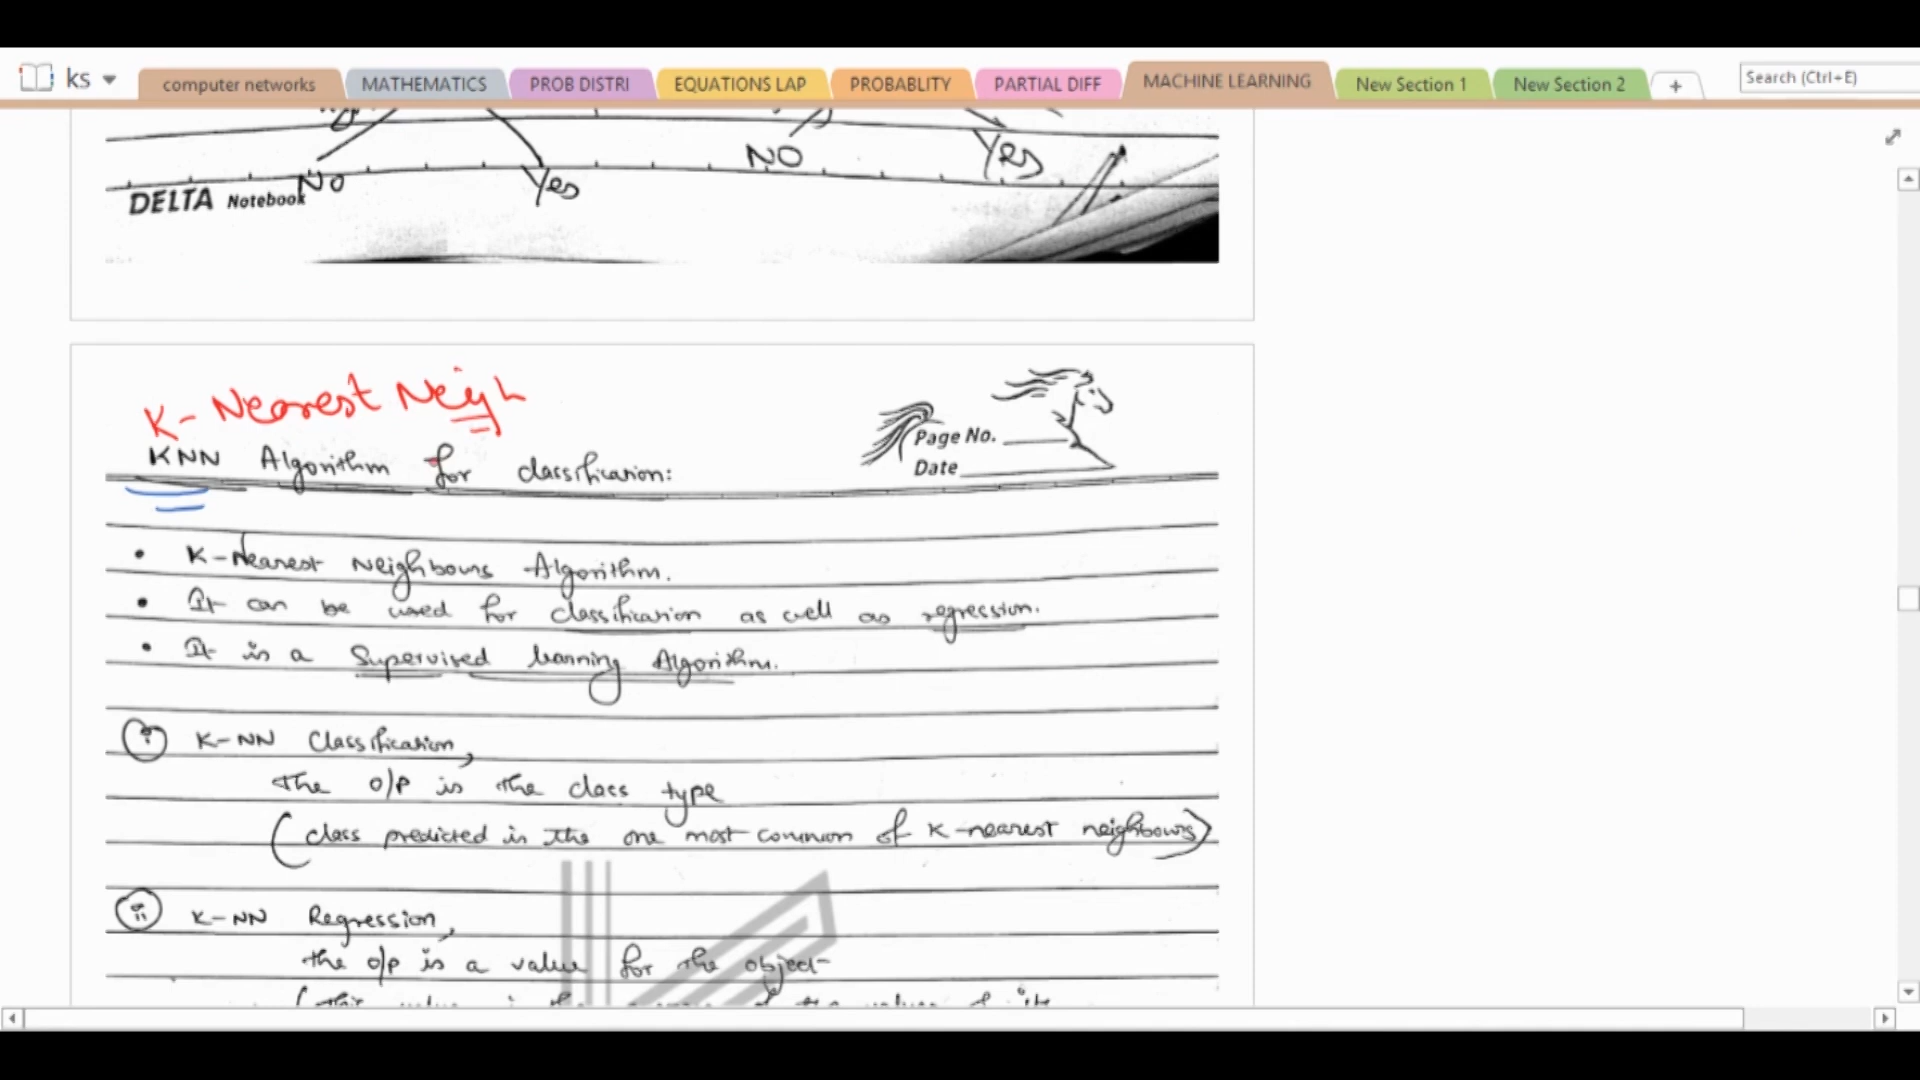 ks
computer networks
MATHEMATICS
PROB DISTRI
EQUATIONS LAP
PROBABLITY
PARTIAL DIFF
MACHINE LEARNING
New Section 1
New Section 2
+
Search (Ctrl+E)
NO
Yes
DELTA Notebook
No
Yes
K- Nearest Neigh
Page No.
Date
KNN Algorithm for classification:
• K-Nearest Neighbours Algorithm.
• It can be used for classification as well as regression.
• It is a Supervised learning Algorithm.
(i) K-NN Classification,
the o/p is the class type
(class predicted is the one most common of K-nearest neighbours)
(ii) K-NN Regression,
the o/p is a value for the object